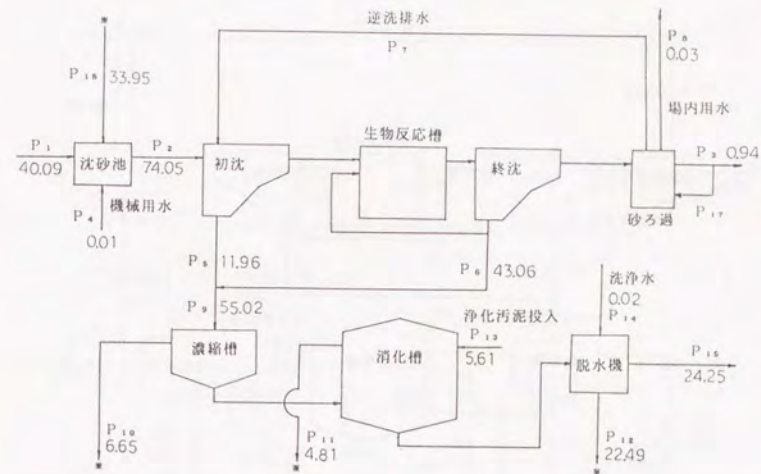 逆洗排水
P₇
P₈
0.03
P₁₆ 33.95
場内用水
生物反応槽
P₁
40.09
沈砂池
P₂
74.05
初沈
終沈
P₃ 0.94
P₁₇
砂ろ過
P₄ 機械用水
0.01
P₅ 11.96
P₆ 43.06
洗浄水
0.02
P₁₄
P₉ 55.02
浄化汚泥投入
P₁₃
5.61
濃縮槽
消化槽
脱水機
P₁₅
24.25
P₁₀
6.65
P₁₁
4.81
P₁₂
22.49